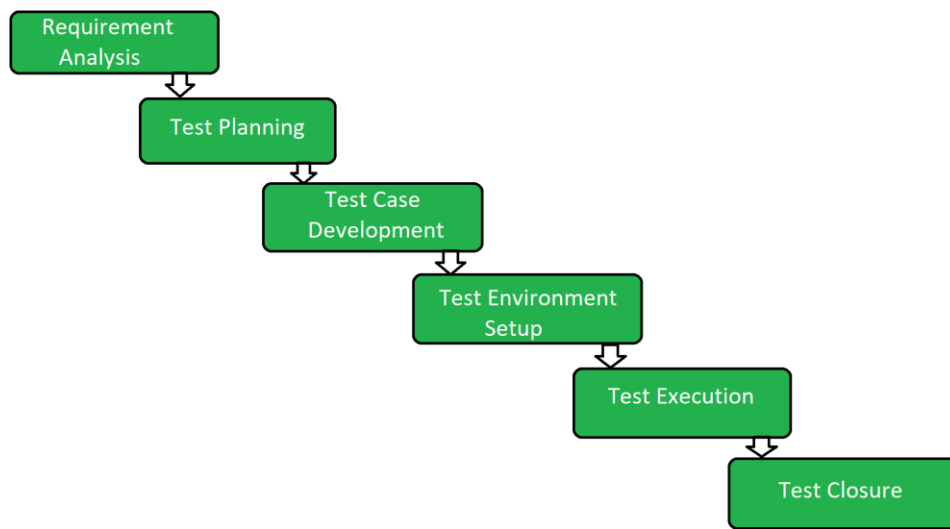 Requirement
Analysis
Test Planning
Test Case
Development
Test Environment
Setup
Test Execution
Test Closure